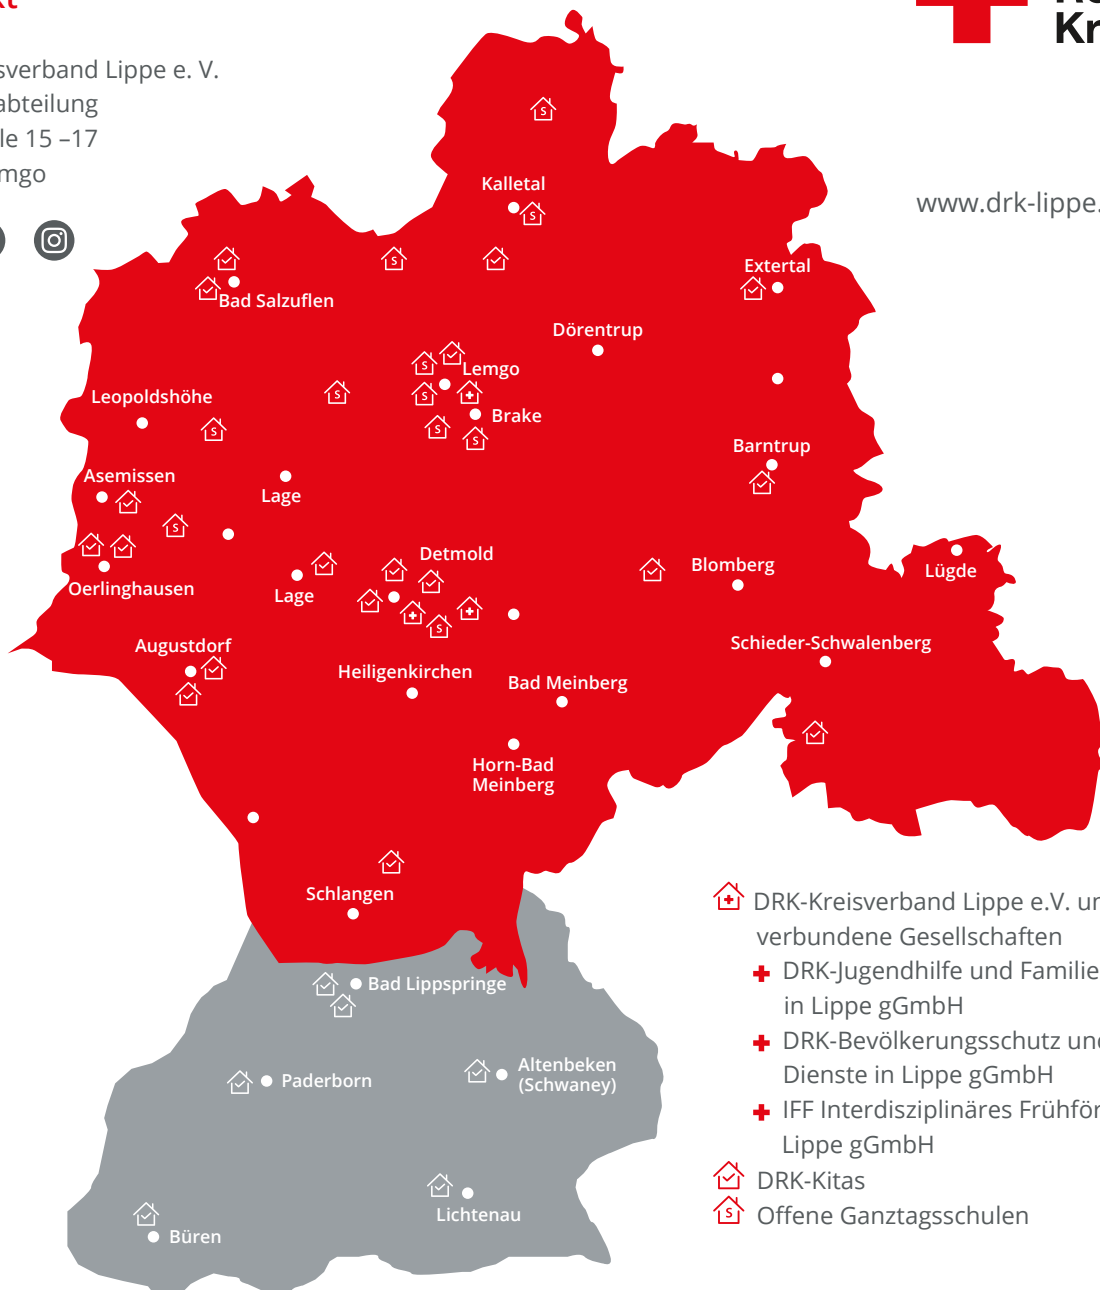 sverband Lippe e. V.
abteilung
le 15 –17
mgo
Kr
www.drk-lippe.
Kalletal
Extertal
Bad Salzuflen
Dörentrup
Lemgo
Leopoldshöhe
Brake
Barntrup
Asemissen
Lage
Detmold
Blomberg
Lügde
Oerlinghausen
Lage
Augustdorf
Schieder-Schwalenberg
Heiligenkirchen
Bad Meinberg
Horn-Bad
Meinberg
Schlangen
Bad Lippspringe
Altenbeken
(Schwaney)
Paderborn
Lichtenau
Büren
DRK-Kreisverband Lippe e.V. un
verbundene Gesellschaften
DRK-Jugendhilfe und Familie
in Lippe gGmbH
DRK-Bevölkerungsschutz und
Dienste in Lippe gGmbH
IFF Interdisziplinäres Frühför
Lippe gGmbH
DRK-Kitas
Offene Ganztagsschulen